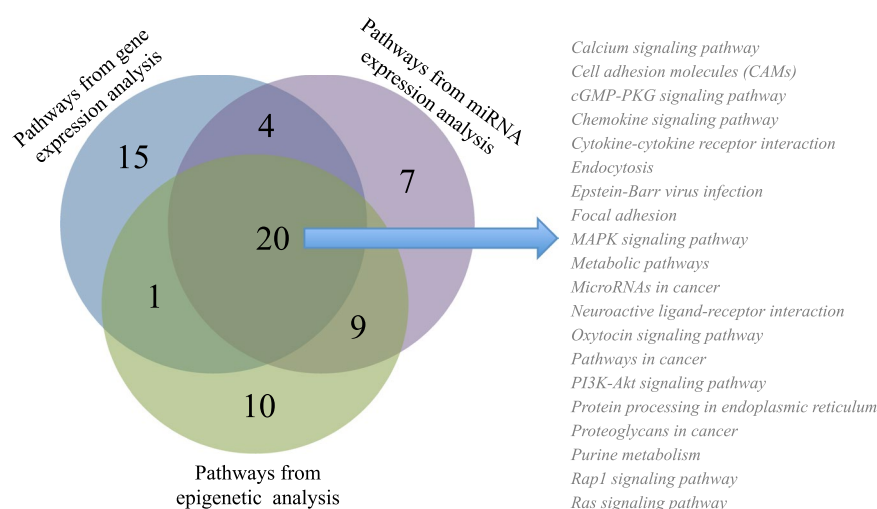 Pathways from gene
expression analysis
Pathways from miRNA
expression analysis
15
4
7
20
1
9
10
Pathways from
epigenetic analysis
Calcium signaling pathway
Cell adhesion molecules (CAMs)
cGMP-PKG signaling pathway
Chemokine signaling pathway
Cytokine-cytokine receptor interaction
Endocytosis
Epstein-Barr virus infection
Focal adhesion
MAPK signaling pathway
Metabolic pathways
MicroRNAs in cancer
Neuroactive ligand-receptor interaction
Oxytocin signaling pathway
Pathways in cancer
PI3K-Akt signaling pathway
Protein processing in endoplasmic reticulum
Proteoglycans in cancer
Purine metabolism
Rap1 signaling pathway
Ras signaling pathway